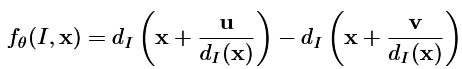 f_θ(I, x) = d_I ( x + u / d_I(x) ) − d_I ( x + v / d_I(x) )